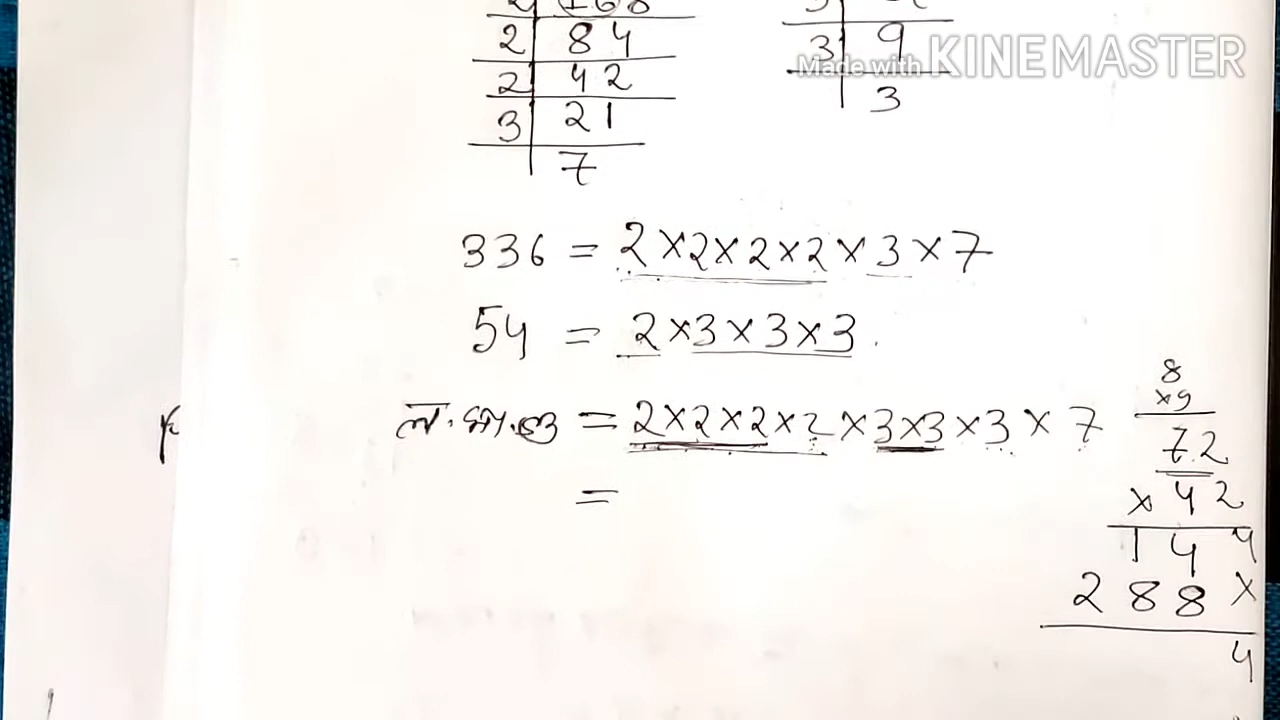 2 | 168
2 | 84
2 | 42
3 | 21
7
3 | 9
3
Made with KINEMASTER
336 = 2×2×2×2×3×7
54 = 2×3×3×3.
ল.সা.গু = 2×2×2×2×3×3×3×7
=
8
×9
72
×42
144
288×
4